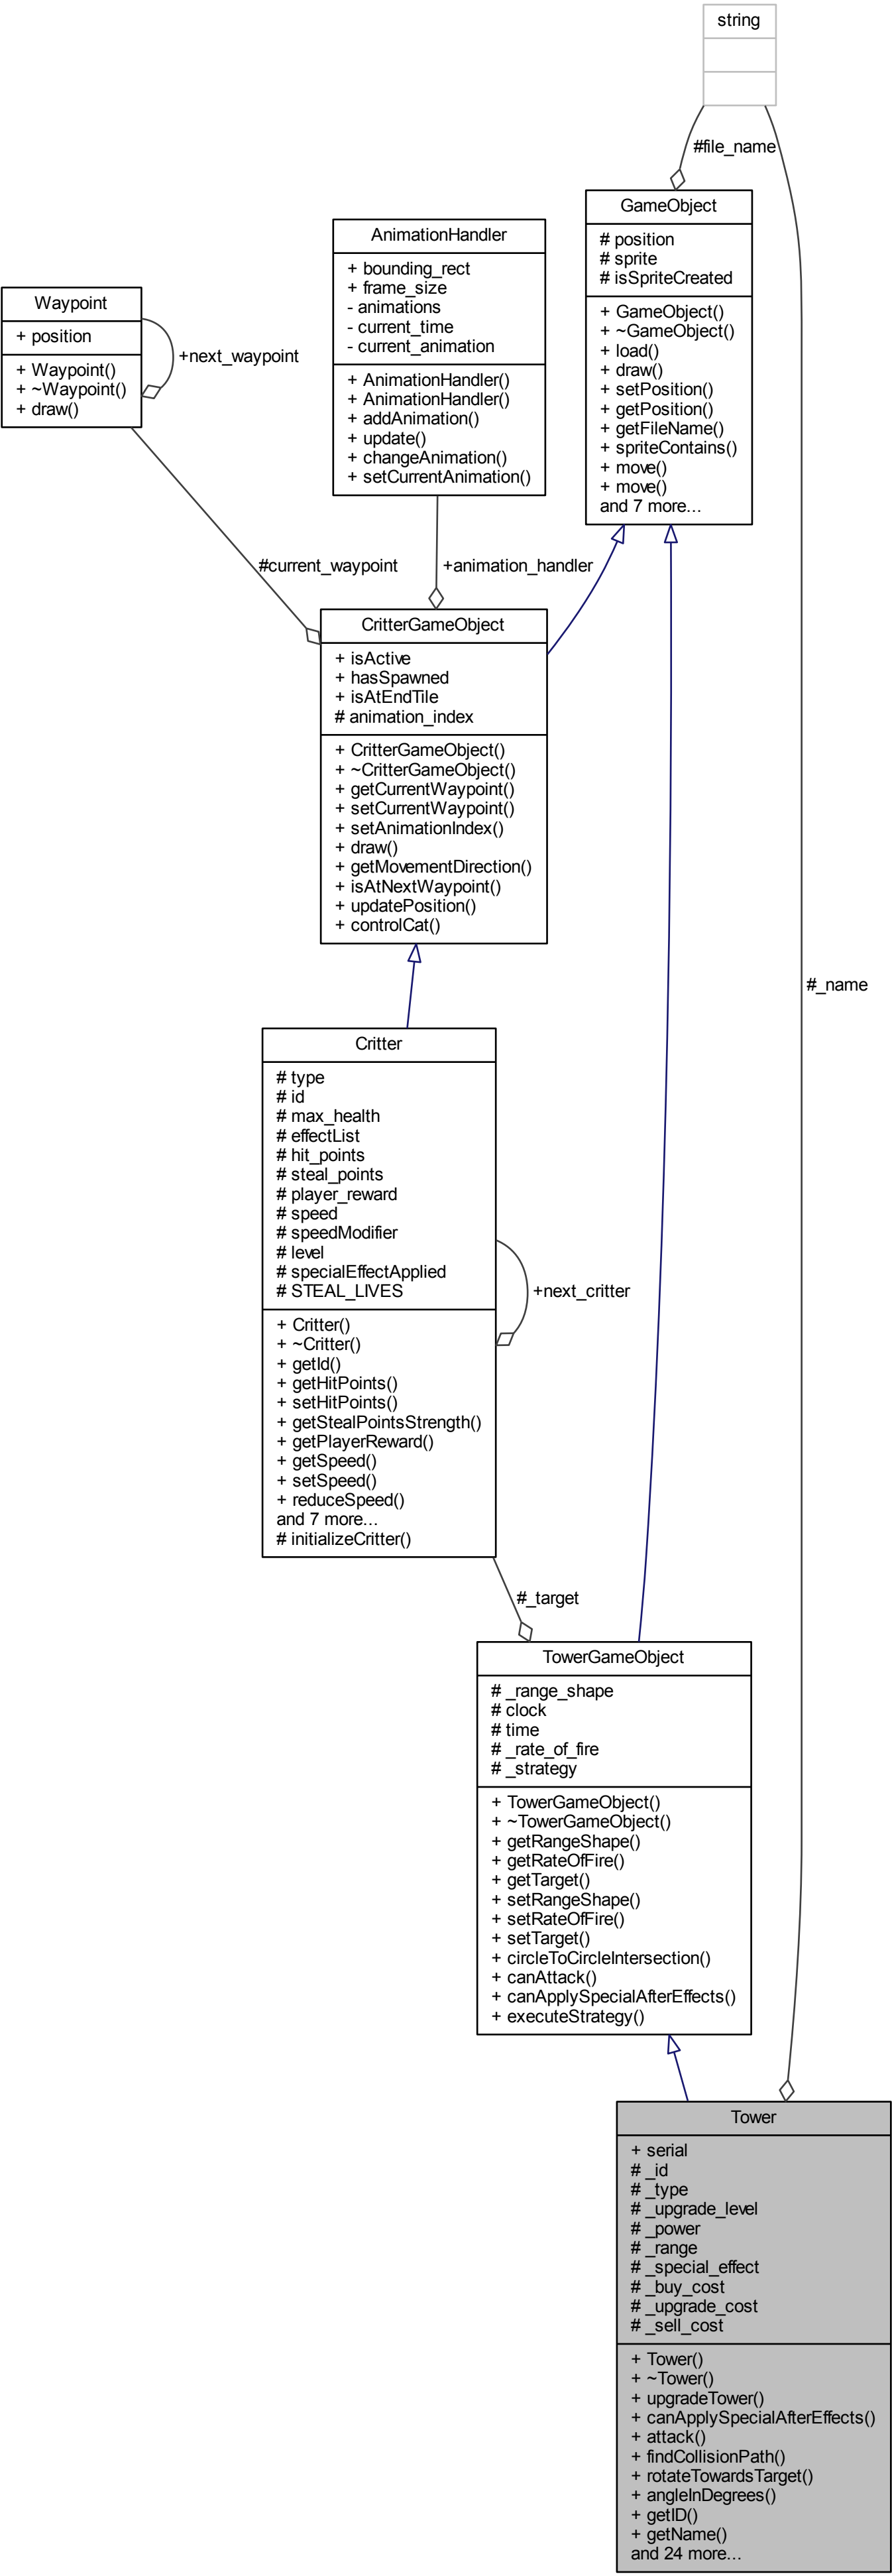 string
#file_name
GameObject
# position
# sprite
# isSpriteCreated
+ GameObject()
+ ~GameObject()
+ load()
+ draw()
+ setPosition()
+ getPosition()
+ getFileName()
+ spriteContains()
+ move()
+ move()
and 7 more...
AnimationHandler
+ bounding_rect
+ frame_size
- animations
- current_time
- current_animation
+ AnimationHandler()
+ AnimationHandler()
+ addAnimation()
+ update()
+ changeAnimation()
+ setCurrentAnimation()
Waypoint
+ position
+ Waypoint()
+ ~Waypoint()
+ draw()
+next_waypoint
#current_waypoint
+animation_handler
CritterGameObject
+ isActive
+ hasSpawned
+ isAtEndTile
# animation_index
+ CritterGameObject()
+ ~CritterGameObject()
+ getCurrentWaypoint()
+ setCurrentWaypoint()
+ setAnimationIndex()
+ draw()
+ getMovementDirection()
+ isAtNextWaypoint()
+ updatePosition()
+ controlCat()
#_name
Critter
# type
# id
# max_health
# effectList
# hit_points
# steal_points
# player_reward
# speed
# speedModifier
# level
# specialEffectApplied
# STEAL_LIVES
+ Critter()
+ ~Critter()
+ getId()
+ getHitPoints()
+ setHitPoints()
+ getStealPointsStrength()
+ getPlayerReward()
+ getSpeed()
+ setSpeed()
+ reduceSpeed()
and 7 more...
# initializeCritter()
+next_critter
#_target
TowerGameObject
# _range_shape
# clock
# time
# _rate_of_fire
# _strategy
+ TowerGameObject()
+ ~TowerGameObject()
+ getRangeShape()
+ getRateOfFire()
+ getTarget()
+ setRangeShape()
+ setRateOfFire()
+ setTarget()
+ circleToCircleIntersection()
+ canAttack()
+ canApplySpecialAfterEffects()
+ executeStrategy()
Tower
+ serial
# _id
# _type
# _upgrade_level
# _power
# _range
# _special_effect
# _buy_cost
# _upgrade_cost
# _sell_cost
+ Tower()
+ ~Tower()
+ upgradeTower()
+ canApplySpecialAfterEffects()
+ attack()
+ findCollisionPath()
+ rotateTowardsTarget()
+ angleInDegrees()
+ getID()
+ getName()
and 24 more...